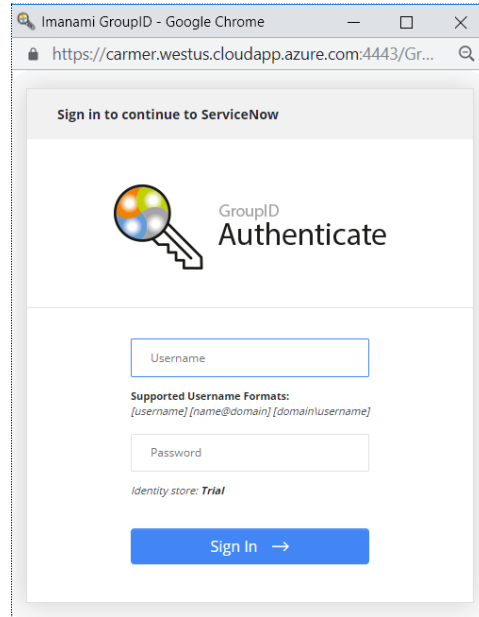 Imanami GroupID - Google Chrome
https://carmer.westus.cloudapp.azure.com:4443/Gr...
Sign in to continue to ServiceNow
GroupID
Authenticate
Username
Supported Username Formats:
[username] [name@domain] [domain\username]
Password
Identity store: Trial
Sign In →